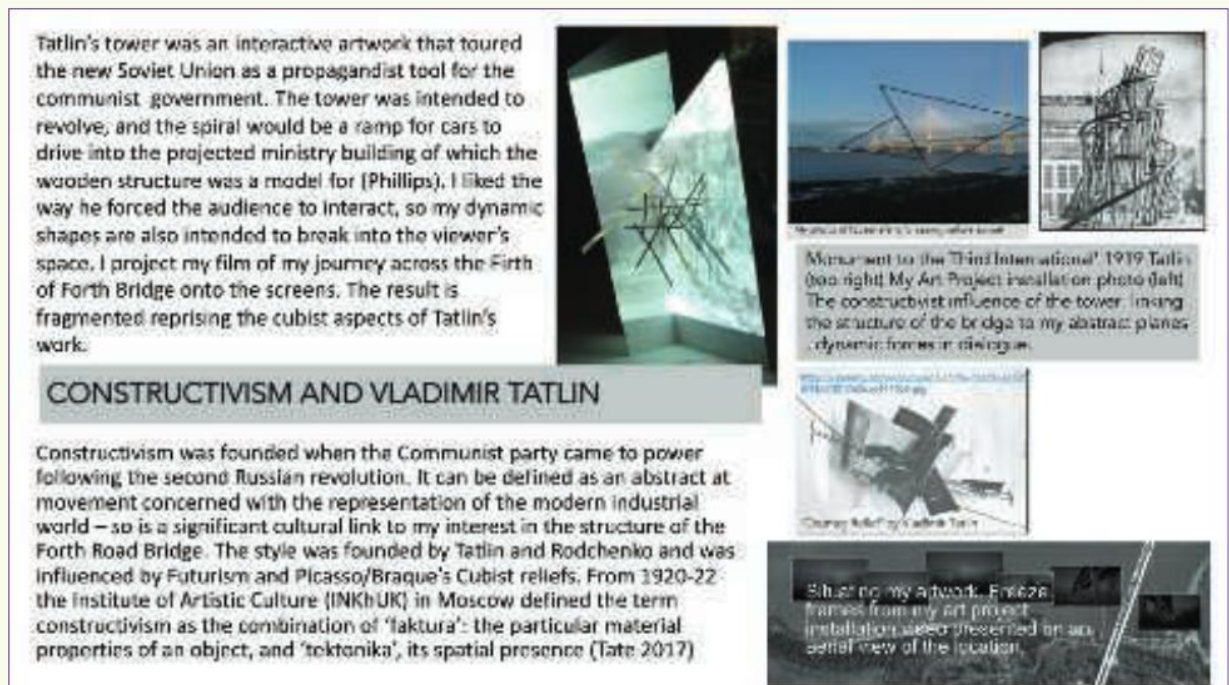 Tatlin's tower was an interactive artwork that toured
the new Soviet Union as a propagandist tool for the
communist government. The tower was intended to
revolve, and the spiral would be a ramp for cars to
drive into the projected ministry building of which the
wooden structure was a model for (Phillips). I liked the
way he forced the audience to interact, so my dynamic
shapes are also intended to break into the viewer's
space. I project my film of my journey across the Firth
of Forth Bridge onto the screens. The result is
fragmented reprising the cubist aspects of Tatlin's
work.
CONSTRUCTIVISM AND VLADIMIR TATLIN
Constructivism was founded when the Communist party came to power
following the second Russian revolution. It can be defined as an abstract at
movement concerned with the representation of the modern industrial
world – so is a significant cultural link to my interest in the structure of the
Forth Road Bridge. The style was founded by Tatlin and Rodchenko and was
influenced by Futurism and Picasso/Braque's Cubist reliefs. From 1920-22
the Institute of Artistic Culture (INKhUK) in Moscow defined the term
constructivism as the combination of 'faktura': the particular material
properties of an object, and 'tektonika', its spatial presence (Tate 2017)
Monument to the Third International' 1919 Tatlin
(top right) My Art Project installation photo (left)
The constructivist influence of the tower, linking
the structure of the bridge to my abstract planes
, dynamic forms in dialogue.
by Vladimir Tatlin
Situating my artwork. Freeze
frames from my art project
installation video presented on an
aerial view of the location.